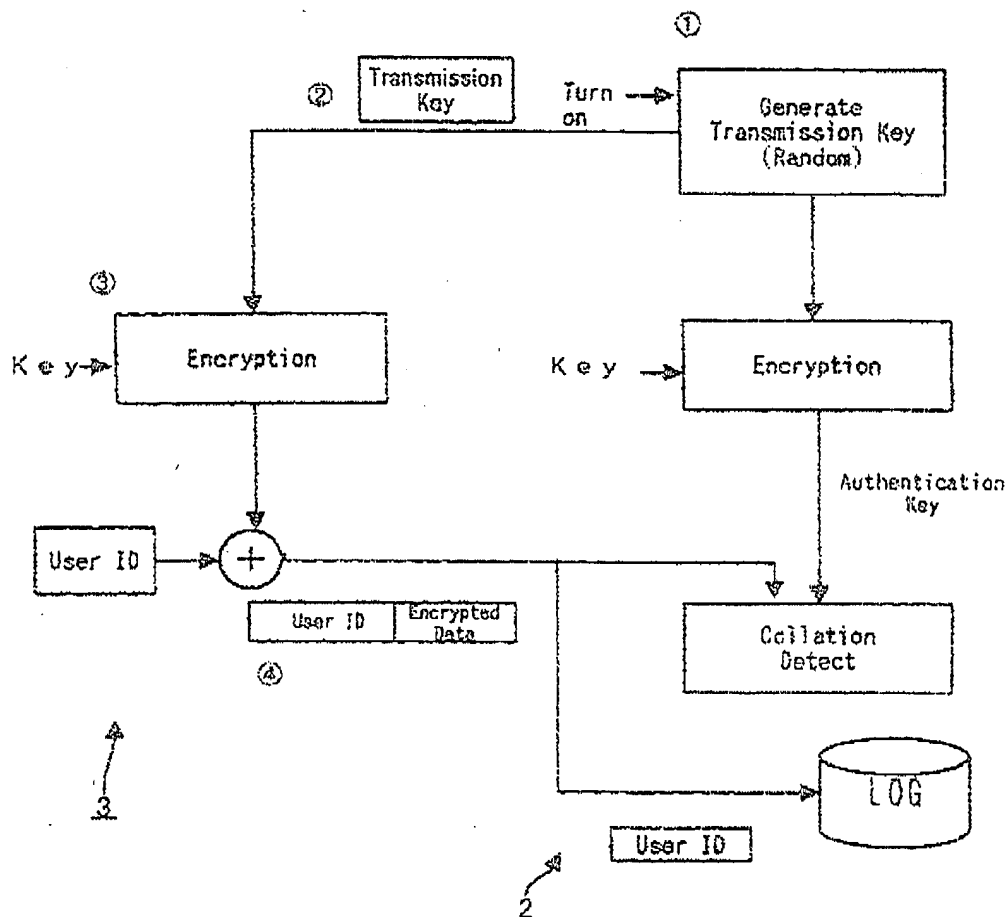 ①
Transmission
Key
②
Turn
on
Generate
Transmission Key
(Random)
③
Key
Encryption
Key
Encryption
Authentication
Key
User ID
+
User ID
Encrypted
Data
④
Collation
Detect
LOG
3
User ID
2